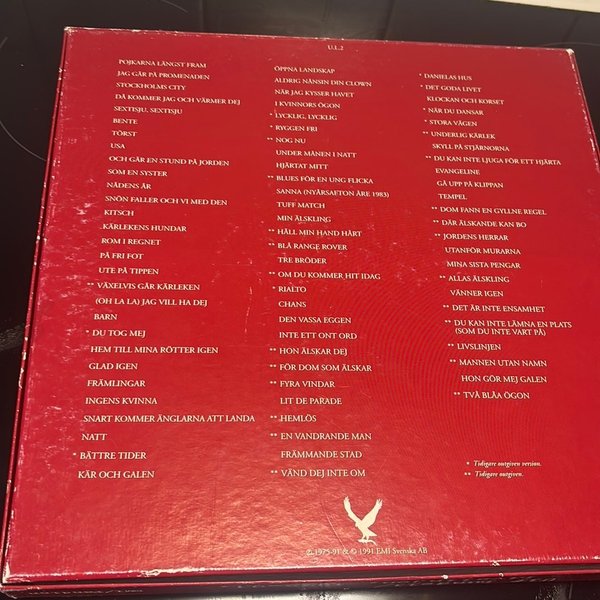 U.L.2
POJKARNA LÄNGST FRAM
JAG GÅR PÅ PROMENADEN
STOCKHOLMS CITY
DÅ KOMMER JAG OCH VÄRMER DEJ
SEXTISJU, SEXTISJU
BENTE
TÖRST
USA
OCH GÅR EN STUND PÅ JORDEN
SOM EN SYSTER
NÅDENS ÅR
SNÖN FALLER OCH VI MED DEN
KITSCH
KÄRLEKENS HUNDAR
ROM I REGNET
PÅ FRI FOT
UTE PÅ TIPPEN
** VÄXELVIS GÅR KÄRLEKEN
(OH LA LA) JAG VILL HA DEJ
BARN
* DU TOG MEJ
HEM TILL MINA RÖTTER IGEN
GLAD IGEN
FRÄMLINGAR
INGENS KVINNA
SNART KOMMER ÄNGLARNA ATT LANDA
NATT
* BÄTTRE TIDER
KÄR OCH GALEN
ÖPPNA LANDSKAP
ALDRIG NÅNSIN DIN CLOWN
NÄR JAG KYSSER HAVET
I KVINNORS ÖGON
* LYCKLIG, LYCKLIG
* RYGGEN FRI
** NOG NU
UNDER MÅNEN I NATT
HJÄRTAT MITT
** BLUES FÖR EN UNG FLICKA
SANNA (NYÅRSAFTON ÅRE 1983)
TUFF MATCH
MIN ÄLSKLING
** HÅLL MIN HAND HÅRT
** BLÅ RANGE ROVER
TRE BRÖDER
** OM DU KOMMER HIT IDAG
* RIALTO
CHANS
DEN VASSA EGGEN
INTE ETT ONT ORD
** HON ÄLSKAR DEJ
** FÖR DOM SOM ÄLSKAR
** FYRA VINDAR
LIT DE PARADE
** HEMLÖS
** EN VANDRANDE MAN
FRÄMMANDE STAD
** VÄND DEJ INTE OM
* DANIELAS HUS
* DET GODA LIVET
KLOCKAN OCH KORSET
* NÄR DU DANSAR
* STORA VÅGEN
** UNDERLIG KÄRLEK
SKYLL PÅ STJÄRNORNA
** DU KAN INTE LJUGA FÖR ETT HJÄRTA
EVANGELINE
GÅ UPP PÅ KLIPPAN
TEMPEL
** DOM FANN EN GYLLNE REGEL
** DÄR ÄLSKANDE KAN BO
** JORDENS HERRAR
UTANFÖR MURARNA
MINA SISTA PENGAR
** ALLAS ÄLSKLING
VÄNNER IGEN
** DET ÄR INTE ENSAMHET
** DU KAN INTE LÄMNA EN PLATS
(SOM DU INTE VART PÅ)
** LIVSLINJEN
** MANNEN UTAN NAMN
HON GÖR MEJ GALEN
** TVÅ BLÅA ÖGON
* Tidigare outgiven version.
** Tidigare outgiven.
℗ 1975-91 & © 1991 EMI Svenska AB